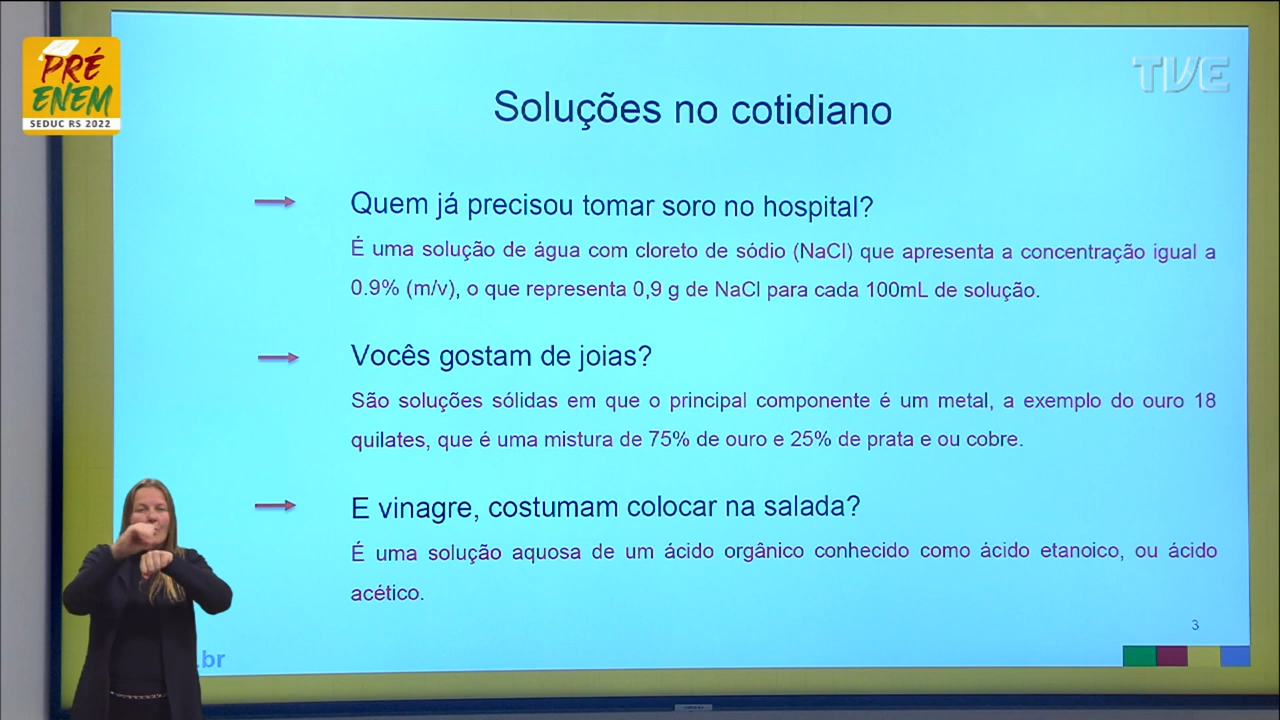 PRÉ
ENEM
SEDUC RS 2022
TVE
Soluções no cotidiano
Quem já precisou tomar soro no hospital?
É uma solução de água com cloreto de sódio (NaCl) que apresenta a concentração igual a
0.9% (m/v), o que representa 0,9 g de NaCl para cada 100mL de solução.
Vocês gostam de joias?
São soluções sólidas em que o principal componente é um metal, a exemplo do ouro 18
quilates, que é uma mistura de 75% de ouro e 25% de prata e ou cobre.
E vinagre, costumam colocar na salada?
É uma solução aquosa de um ácido orgânico conhecido como ácido etanoico, ou ácido
acético.
3
.br